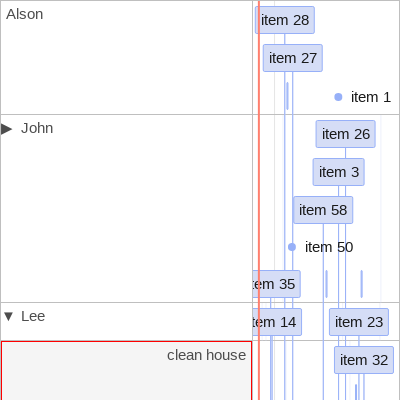 Alson
item 28
item 27
item 1
▶ John
item 26
item 3
item 58
item 50
item 35
▼ Lee
item 14
item 23
clean house
item 32